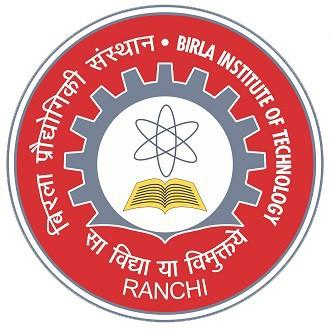 बिरला प्रौद्योगिकी संस्थान • BIRLA INSTITUTE OF TECHNOLOGY
सा विद्या या विमुक्तये
RANCHI